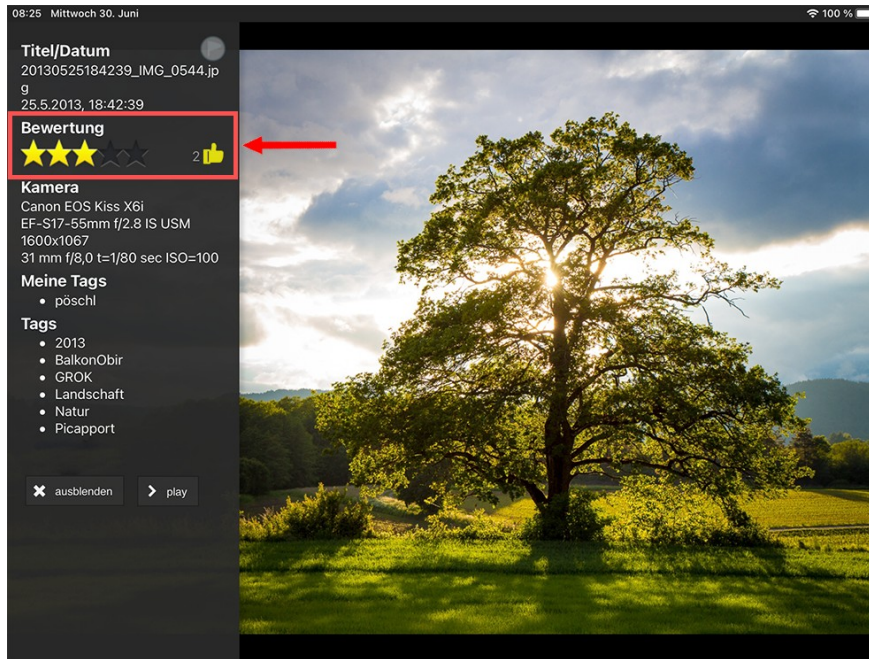 08:25 Mittwoch 30. Juni
100 %
Titel/Datum
20130525184239_IMG_0544.jp
g
25.5.2013, 18:42:39
Bewertung
2
Kamera
Canon EOS Kiss X6i
EF-S17-55mm f/2.8 IS USM
1600x1067
31 mm f/8,0 t=1/80 sec ISO=100
Meine Tags
• pöschl
Tags
• 2013
• BalkonObir
• GROK
• Landschaft
• Natur
• Picapport
ausblenden
play